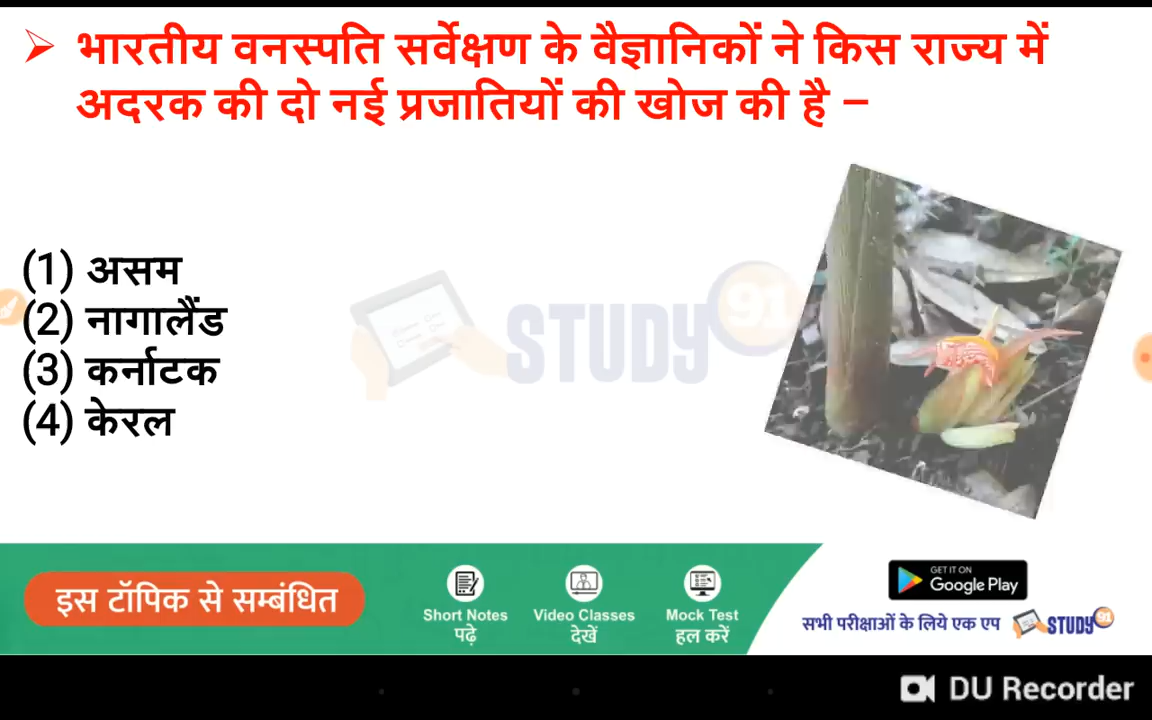 ➢ भारतीय वनस्पति सर्वेक्षण के वैज्ञानिकों ने किस राज्य में
अदरक की दो नई प्रजातियों की खोज की है –
(1) असम
(2) नागालैंड
(3) कर्नाटक
(4) केरल
STUDY 91
इस टॉपिक से सम्बंधित
Short Notes
पढ़े
Video Classes
देखें
Mock Test
हल करें
GET IT ON
Google Play
सभी परीक्षाओं के लिये एक एप STUDY 91
DU Recorder